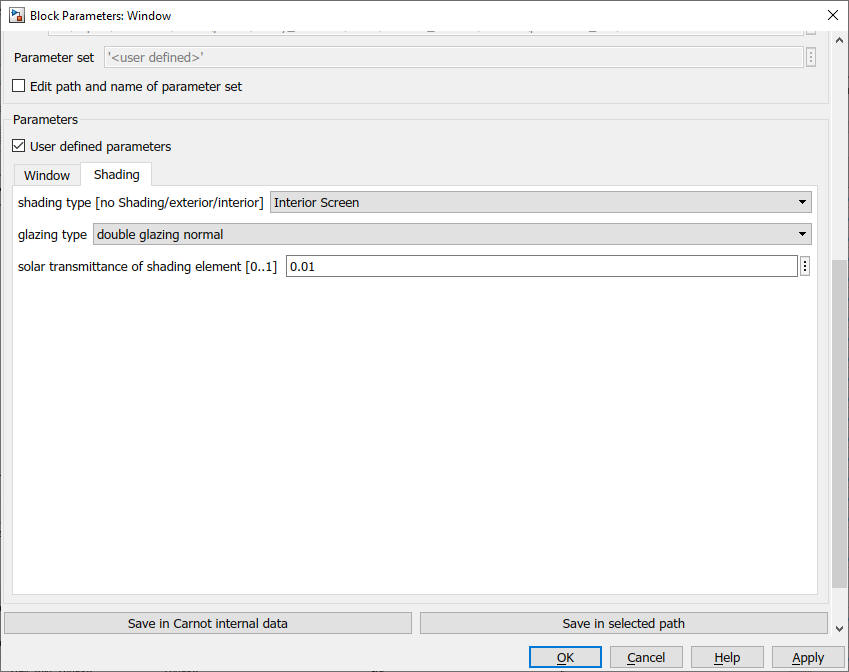 Block Parameters: Window
Parameter set '<user defined>'
Edit path and name of parameter set
Parameters
User defined parameters
Window Shading
shading type [no Shading/exterior/interior] Interior Screen
glazing type double glazing normal
solar transmittance of shading element [0..1] 0.01
Save in Carnot internal data Save in selected path
OK Cancel Help Apply